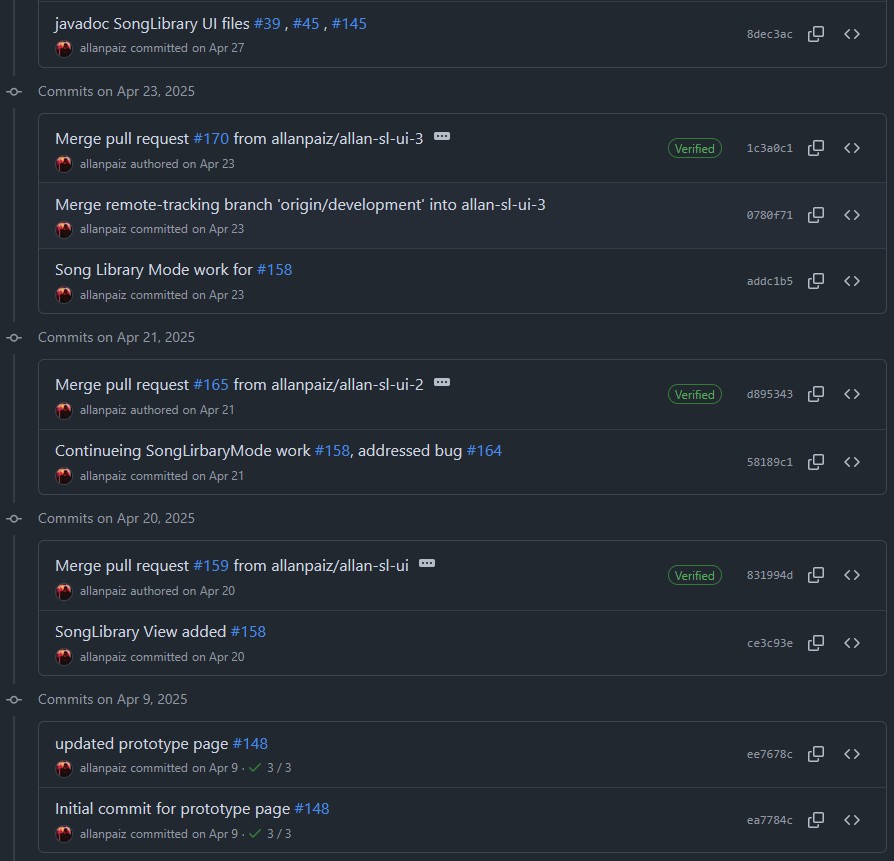 javadoc SongLibrary UI files #39 , #45 , #145
allanpaiz committed on Apr 27
8dec3ac
Commits on Apr 23, 2025
Merge pull request #170 from allanpaiz/allan-sl-ui-3
allanpaiz authored on Apr 23
Verified
1c3a0c1
Merge remote-tracking branch 'origin/development' into allan-sl-ui-3
allanpaiz committed on Apr 23
0780f71
Song Library Mode work for #158
allanpaiz committed on Apr 23
addc1b5
Commits on Apr 21, 2025
Merge pull request #165 from allanpaiz/allan-sl-ui-2
allanpaiz authored on Apr 21
Verified
d895343
Continueing SongLirbaryMode work #158, addressed bug #164
allanpaiz committed on Apr 21
58189c1
Commits on Apr 20, 2025
Merge pull request #159 from allanpaiz/allan-sl-ui
allanpaiz authored on Apr 20
Verified
831994d
SongLibrary View added #158
allanpaiz committed on Apr 20
ce3c93e
Commits on Apr 9, 2025
updated prototype page #148
allanpaiz committed on Apr 9 · ✓ 3 / 3
ee7678c
Initial commit for prototype page #148
allanpaiz committed on Apr 9 · ✓ 3 / 3
ea7784c